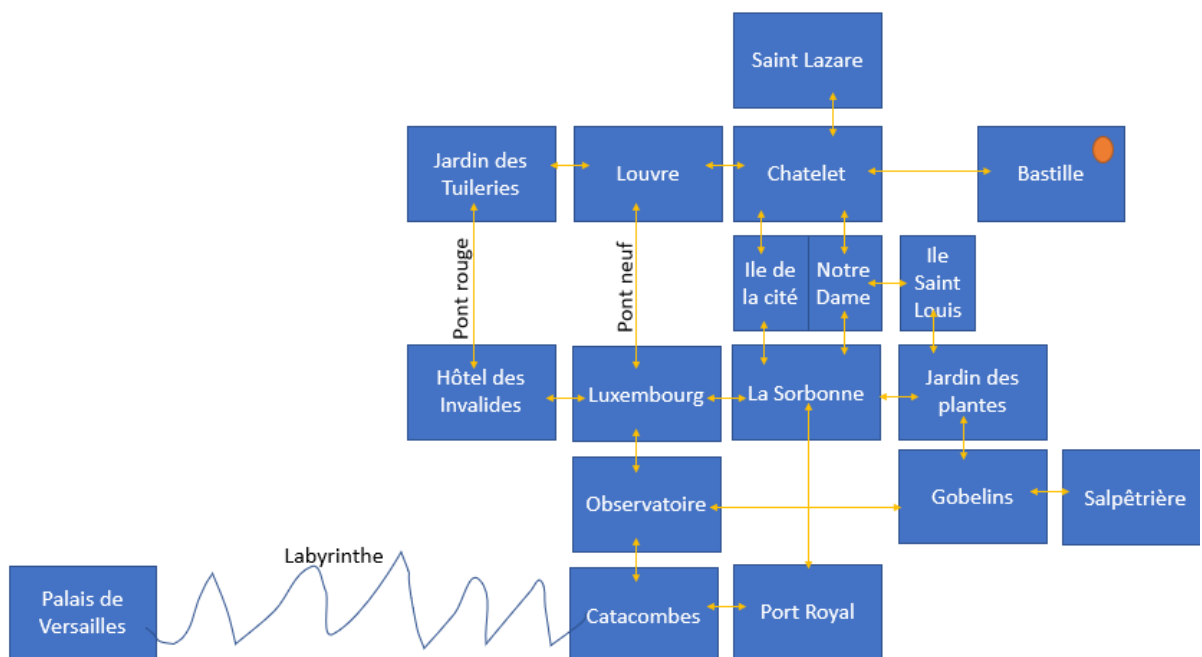 Saint Lazare
Jardin des
Tuileries
Louvre
Chatelet
Bastille
Pont rouge
Pont neuf
Ile de
la cité
Notre
Dame
Ile
Saint
Louis
Hôtel des
Invalides
Luxembourg
La Sorbonne
Jardin des
plantes
Observatoire
Gobelins
Salpêtrière
Labyrinthe
Palais de
Versailles
Catacombes
Port Royal